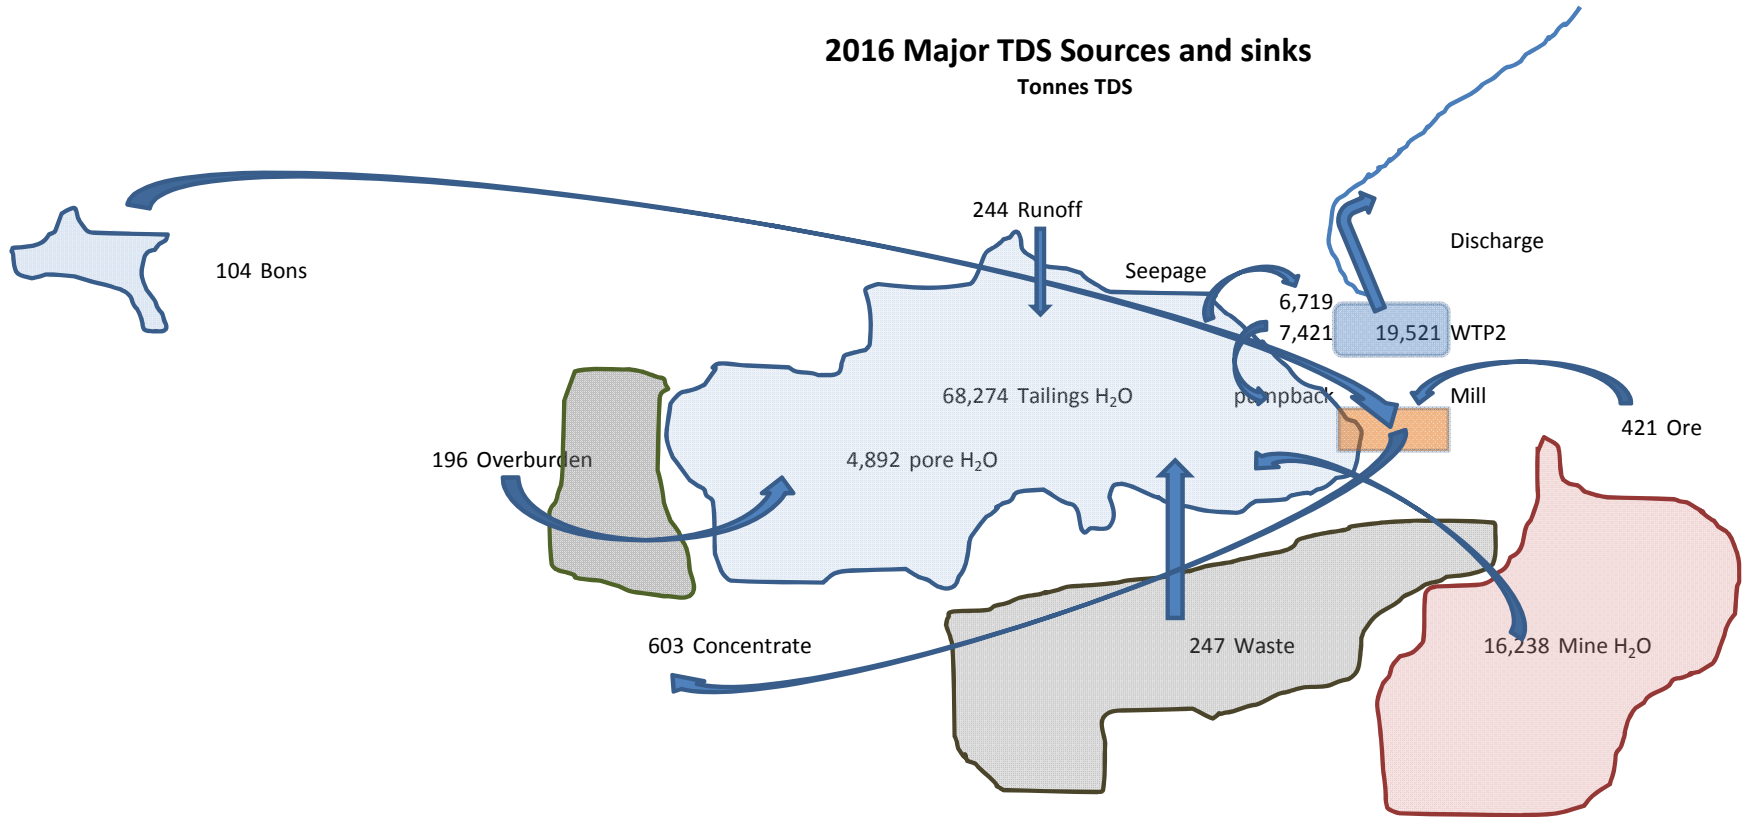 2016 Major TDS Sources and sinks
Tonnes TDS
244 Runoff
Discharge
104 Bons
Seepage
6,719
7,421
19,521 WTP2
68,274 Tailings H₂O
pumpback
Mill
421 Ore
196 Overburden
4,892 pore H₂O
603 Concentrate
247 Waste
16,238 Mine H₂O